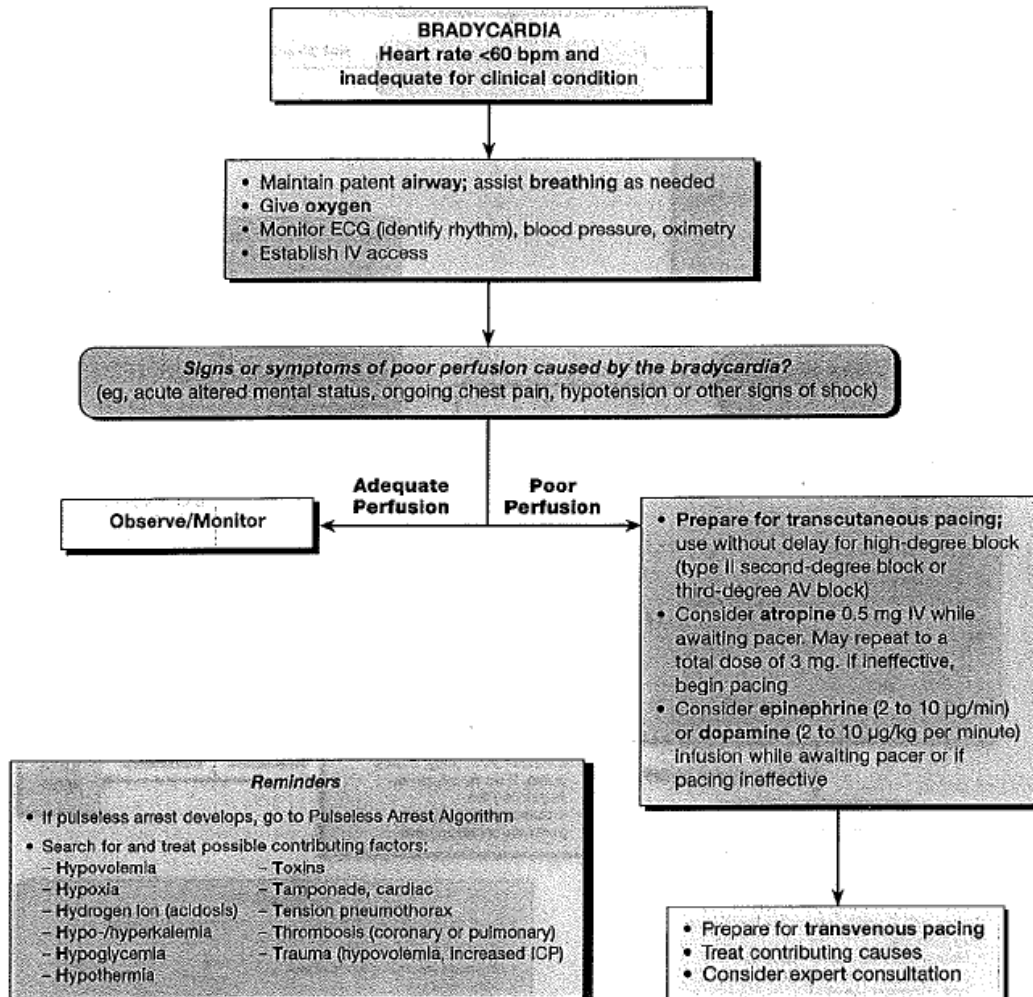 BRADYCARDIA
Heart rate <60 bpm and
inadequate for clinical condition
• Maintain patent airway; assist breathing as needed
• Give oxygen
• Monitor ECG (identify rhythm), blood pressure, oximetry
• Establish IV access
Signs or symptoms of poor perfusion caused by the bradycardia?
(eg, acute altered mental status, ongoing chest pain, hypotension or other signs of shock)
Adequate
Perfusion
Poor
Perfusion
Observe/Monitor
• Prepare for transcutaneous pacing;
use without delay for high-degree block
(type II second-degree block or
third-degree AV block)
• Consider atropine 0.5 mg IV while
awaiting pacer. May repeat to a
total dose of 3 mg. If ineffective,
begin pacing
• Consider epinephrine (2 to 10 µg/min)
or dopamine (2 to 10 µg/kg per minute)
infusion while awaiting pacer or if
pacing ineffective
Reminders
• If pulseless arrest develops, go to Pulseless Arrest Algorithm
• Search for and treat possible contributing factors:
– Hypovolemia
– Hypoxia
– Hydrogen ion (acidosis)
– Hypo-/hyperkalemia
– Hypoglycemia
– Hypothermia
– Toxins
– Tamponade, cardiac
– Tension pneumothorax
– Thrombosis (coronary or pulmonary)
– Trauma (hypovolemia, increased ICP)
• Prepare for transvenous pacing
• Treat contributing causes
• Consider expert consultation